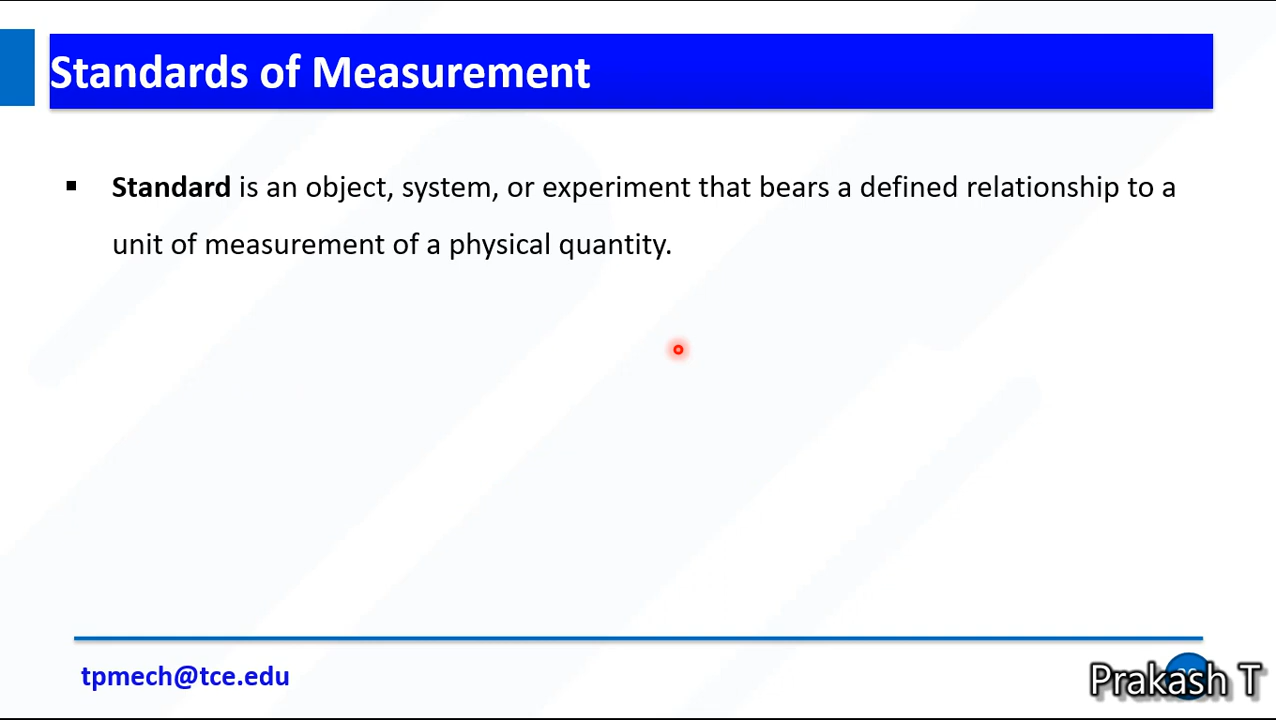 Standards of Measurement
▪ Standard is an object, system, or experiment that bears a defined relationship to a
unit of measurement of a physical quantity.
tpmech@tce.edu
Prakash T